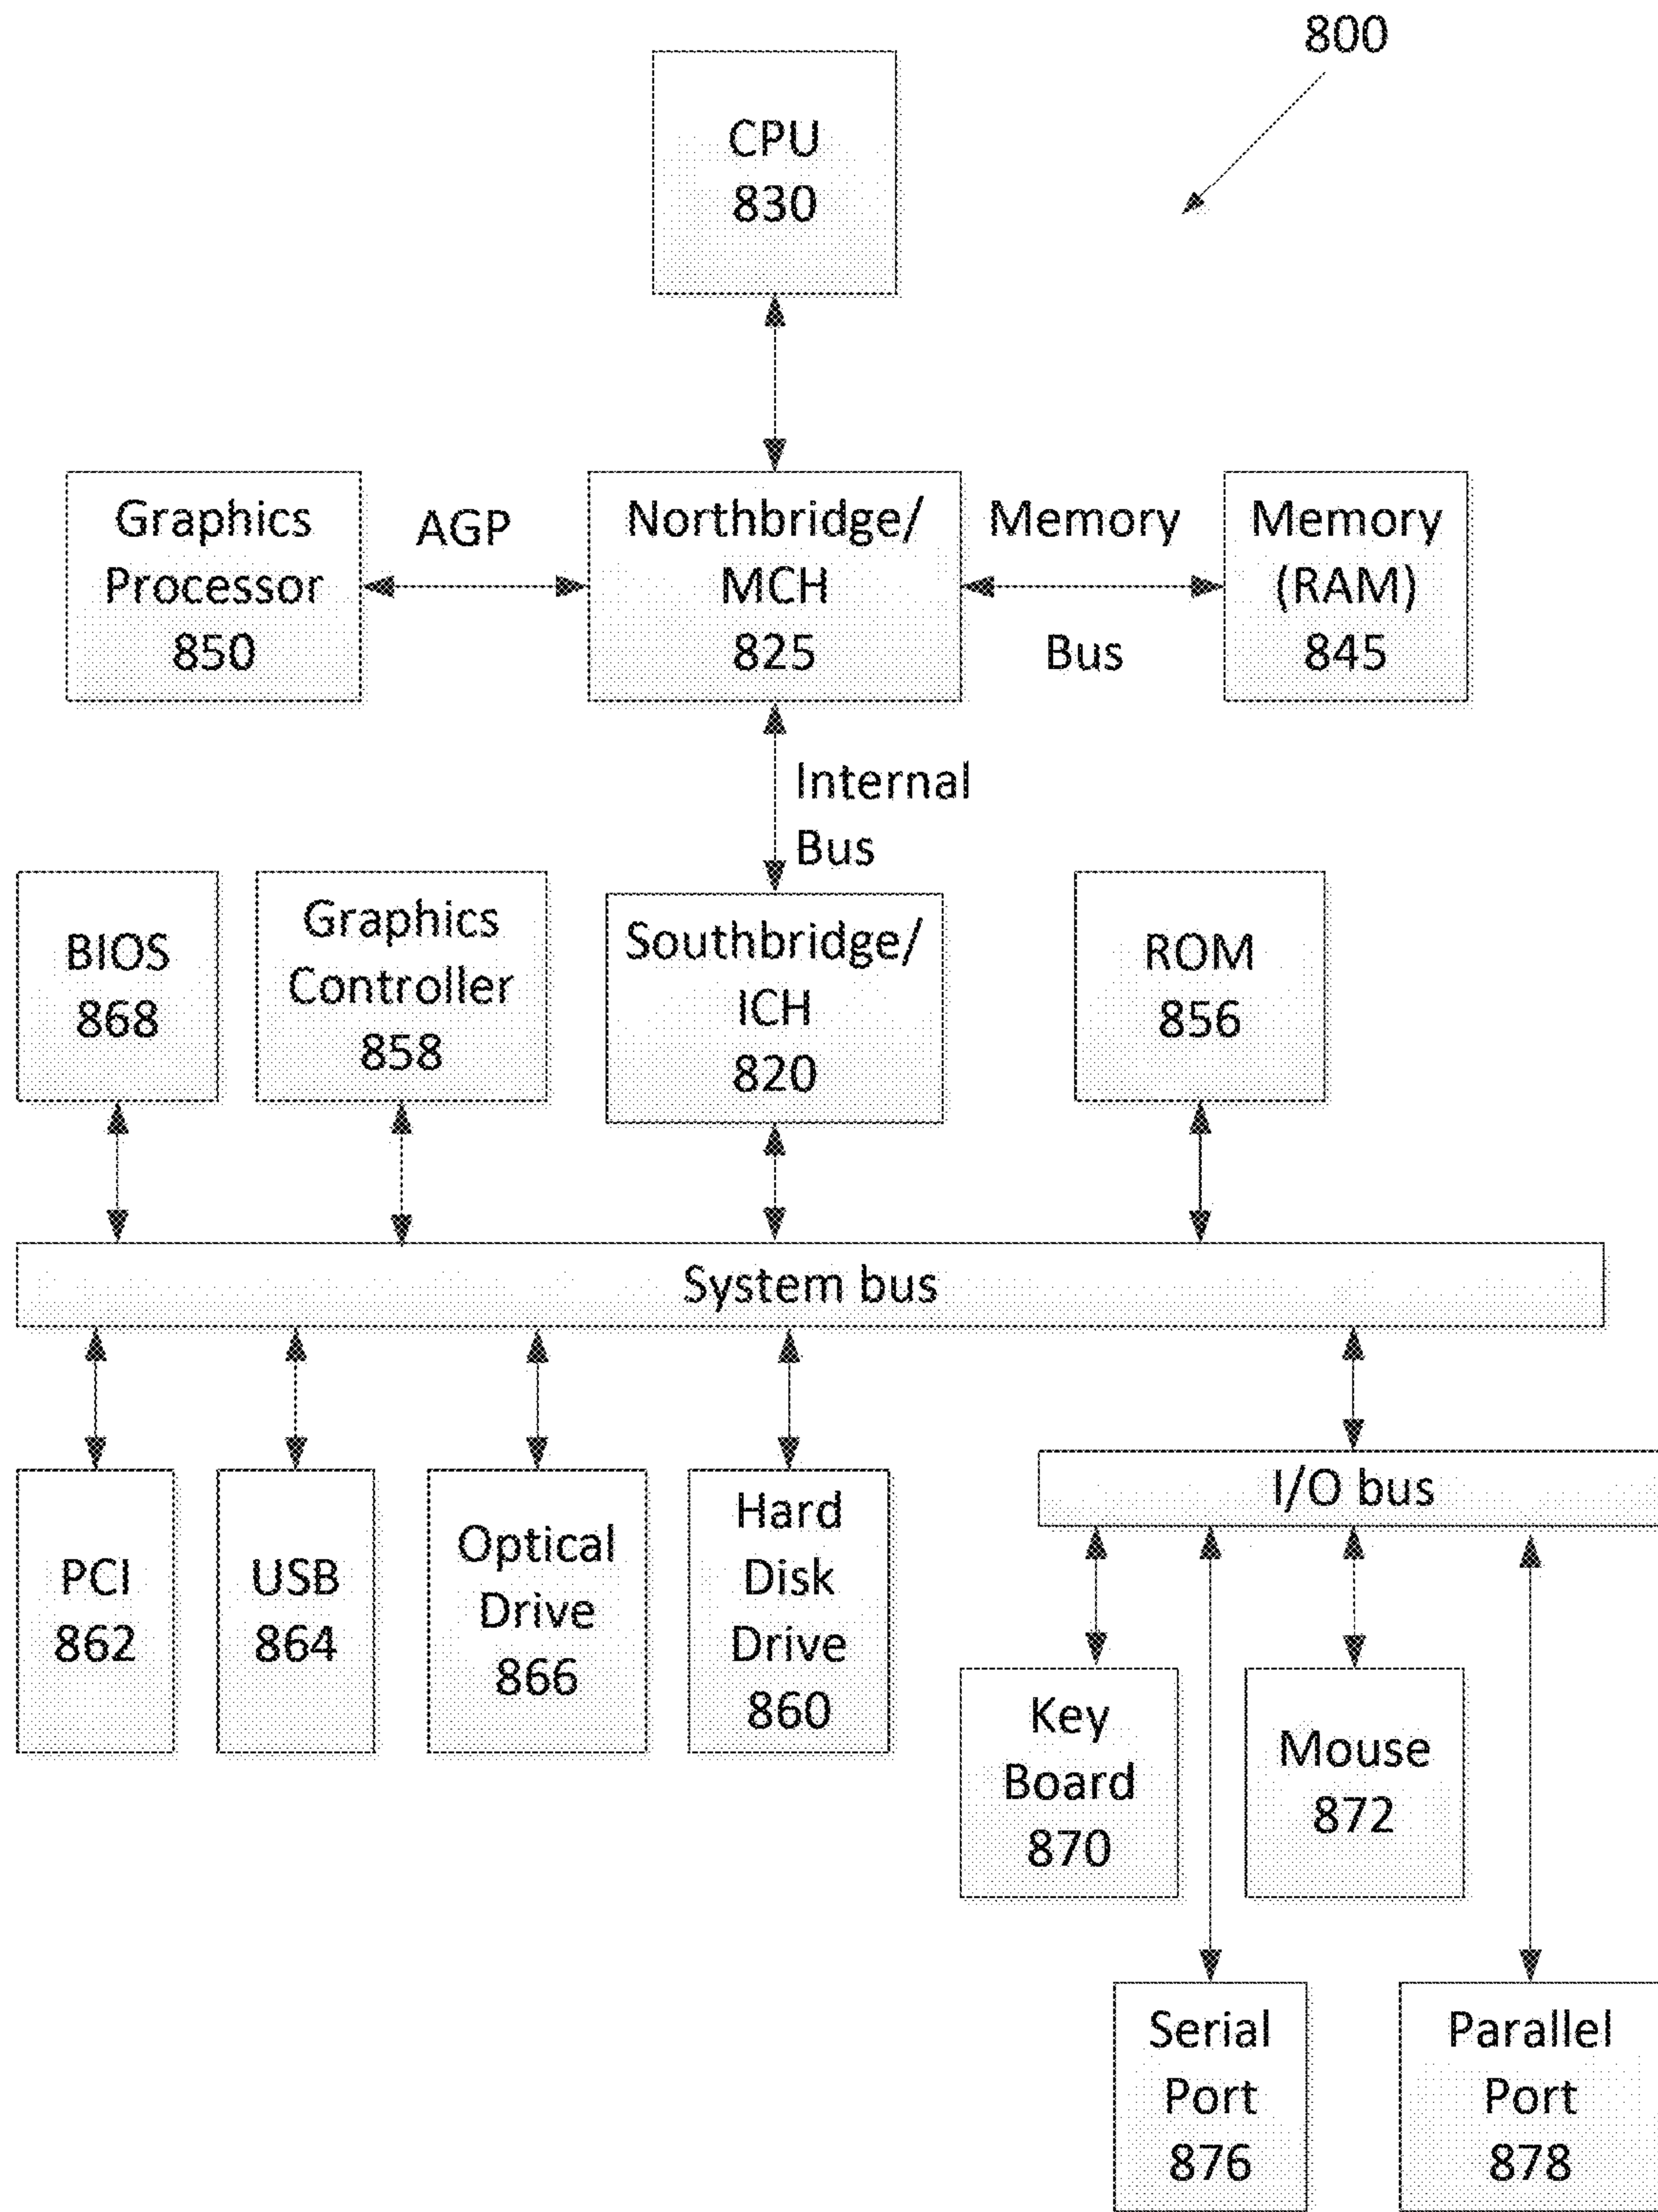 800
CPU
830
Graphics
Processor
850
AGP
Northbridge/
MCH
825
Memory
Bus
Memory
(RAM)
845
Internal
Bus
BIOS
868
Graphics
Controller
858
Southbridge/
ICH
820
ROM
856
System bus
PCI
862
USB
864
Optical
Drive
866
Hard
Disk
Drive
860
I/O bus
Key
Board
870
Mouse
872
Serial
Port
876
Parallel
Port
878